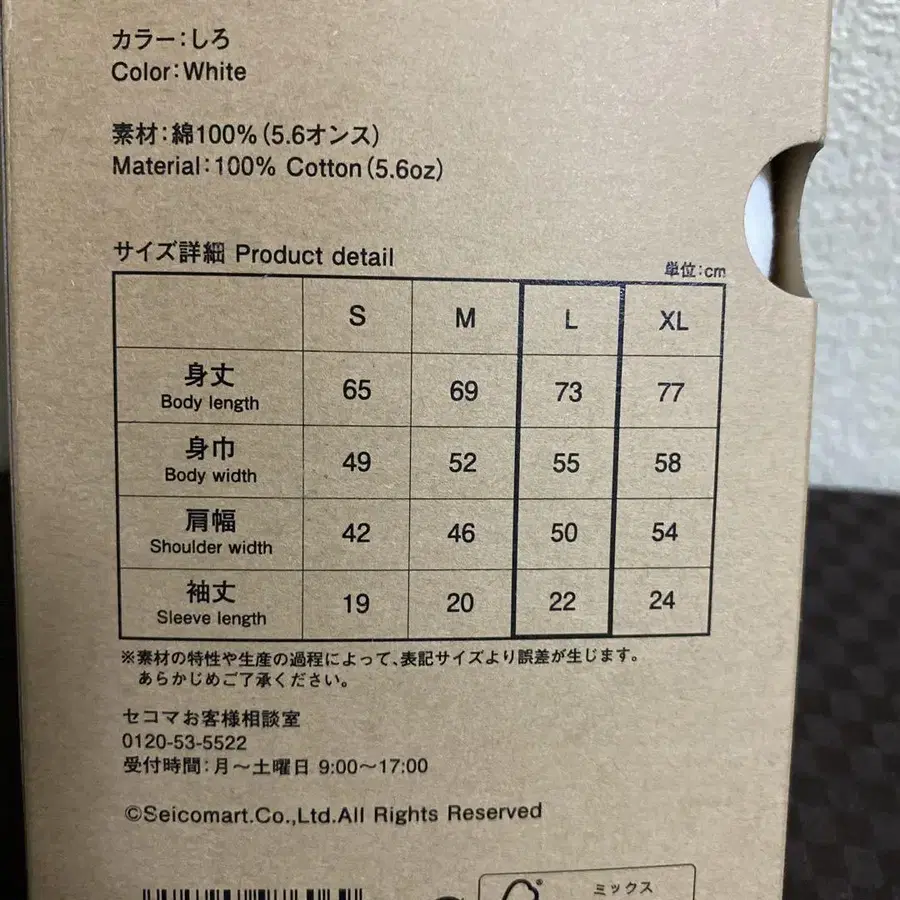 カラー:しろ
Color:White
素材:綿100%(5.6オンス)
Material:100% Cotton(5.6oz)
サイズ詳細 Product detail
単位:cm
S M L XL
身丈 65 69 73 77
Body length
身巾 49 52 55 58
Body width
肩幅 42 46 50 54
Shoulder width
袖丈 19 20 22 24
Sleeve length
※素材の特性や生産の過程によって、表記サイズより誤差が生じます。
あらかじめご了承ください。
セコマお客様相談室
0120-53-5522
受付時間:月〜土曜日 9:00〜17:00
©Seicomart.Co.,Ltd.All Rights Reserved
ミックス